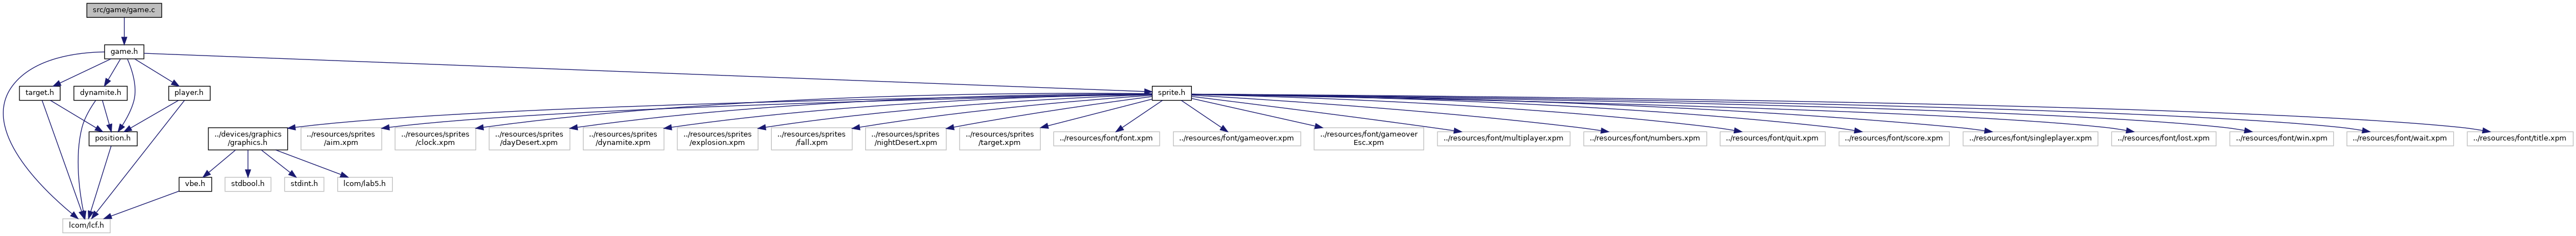 src/game/game.c
game.h
target.h
dynamite.h
player.h
sprite.h
position.h
../devices/graphics
/graphics.h
../resources/sprites
/aim.xpm
../resources/sprites
/clock.xpm
../resources/sprites
/dayDesert.xpm
../resources/sprites
/dynamite.xpm
../resources/sprites
/explosion.xpm
../resources/sprites
/fall.xpm
../resources/sprites
/nightDesert.xpm
../resources/sprites
/target.xpm
../resources/font/font.xpm
../resources/font/gameover.xpm
../resources/font/gameover
Esc.xpm
../resources/font/multiplayer.xpm
../resources/font/numbers.xpm
../resources/font/quit.xpm
../resources/font/score.xpm
../resources/font/singleplayer.xpm
../resources/font/lost.xpm
../resources/font/win.xpm
../resources/font/wait.xpm
../resources/font/title.xpm
vbe.h
stdbool.h
stdint.h
lcom/lab5.h
lcom/lcf.h